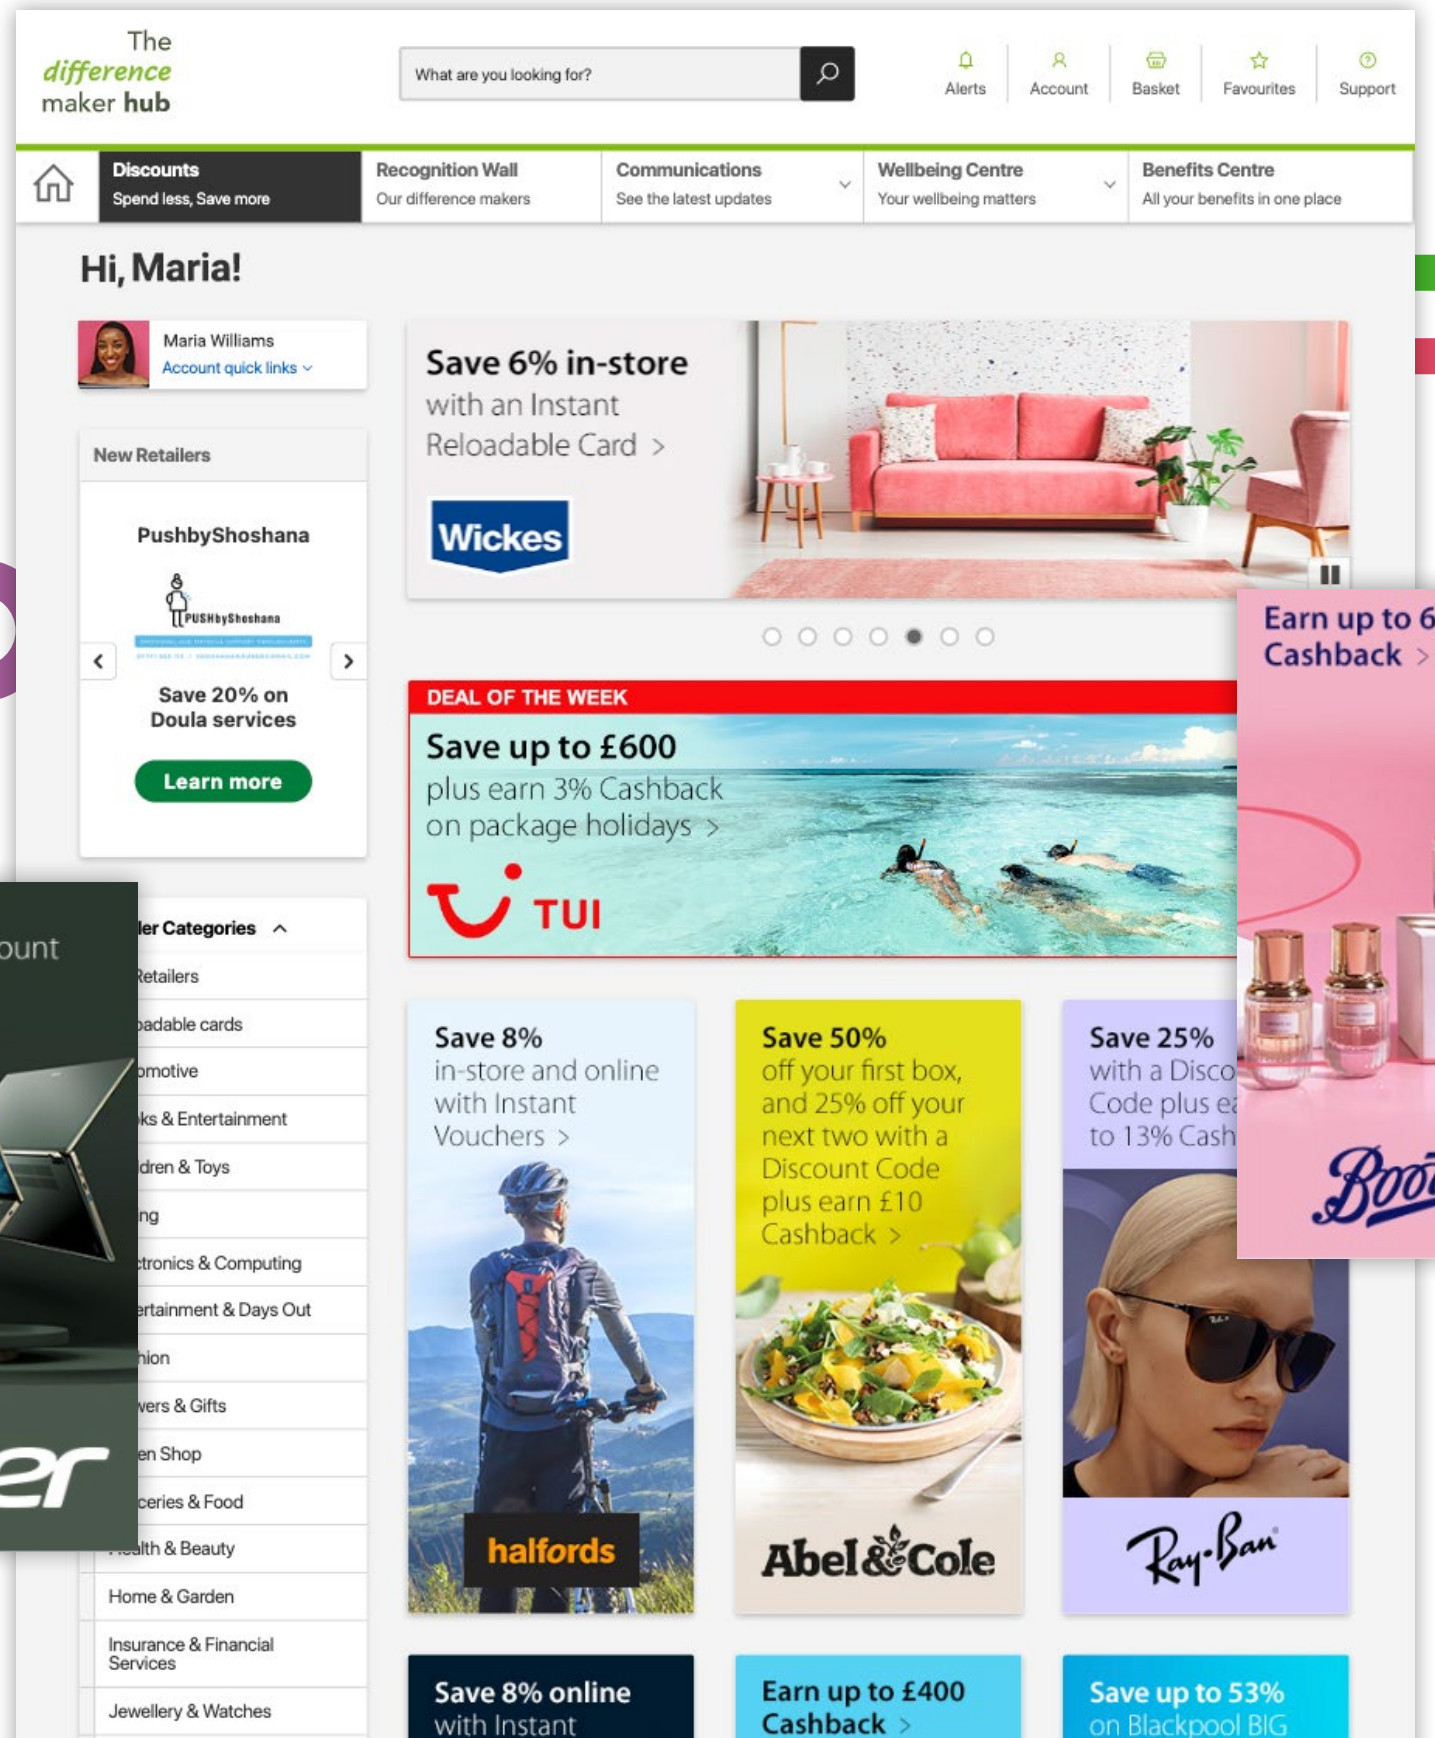 The
difference
maker hub
What are you looking for?
Alerts
Account
Basket
Favourites
Support
Discounts
Spend less, Save more
Recognition Wall
Our difference makers
Communications
See the latest updates
Wellbeing Centre
Your wellbeing matters
Benefits Centre
All your benefits in one place
Hi, Maria!
Maria Williams
Account quick links
New Retailers
PushbyShoshana
PUSHbyShoshana
Save 20% on
Doula services
Learn more
Save 6% in-store
with an Instant
Reloadable Card >
Wickes
DEAL OF THE WEEK
Save up to £600
plus earn 3% Cashback
on package holidays >
TUI
Earn up to 6
Cashback >
Boot
ount
er
ler Categories
Retailers
oadable cards
omotive
ks & Entertainment
dren & Toys
ng
ctronics & Computing
ertainment & Days Out
hion
wers & Gifts
en Shop
ceries & Food
alth & Beauty
Home & Garden
Insurance & Financial
Services
Jewellery & Watches
Save 8%
in-store and online
with Instant
Vouchers >
halfords
Save 50%
off your first box,
and 25% off your
next two with a
Discount Code
plus earn £10
Cashback >
Abel & Cole
Save 25%
with a Disco
Code plus ea
to 13% Cash
Ray-Ban
Save 8% online
with Instant
Earn up to £400
Cashback >
Save up to 53%
on Blackpool BIG